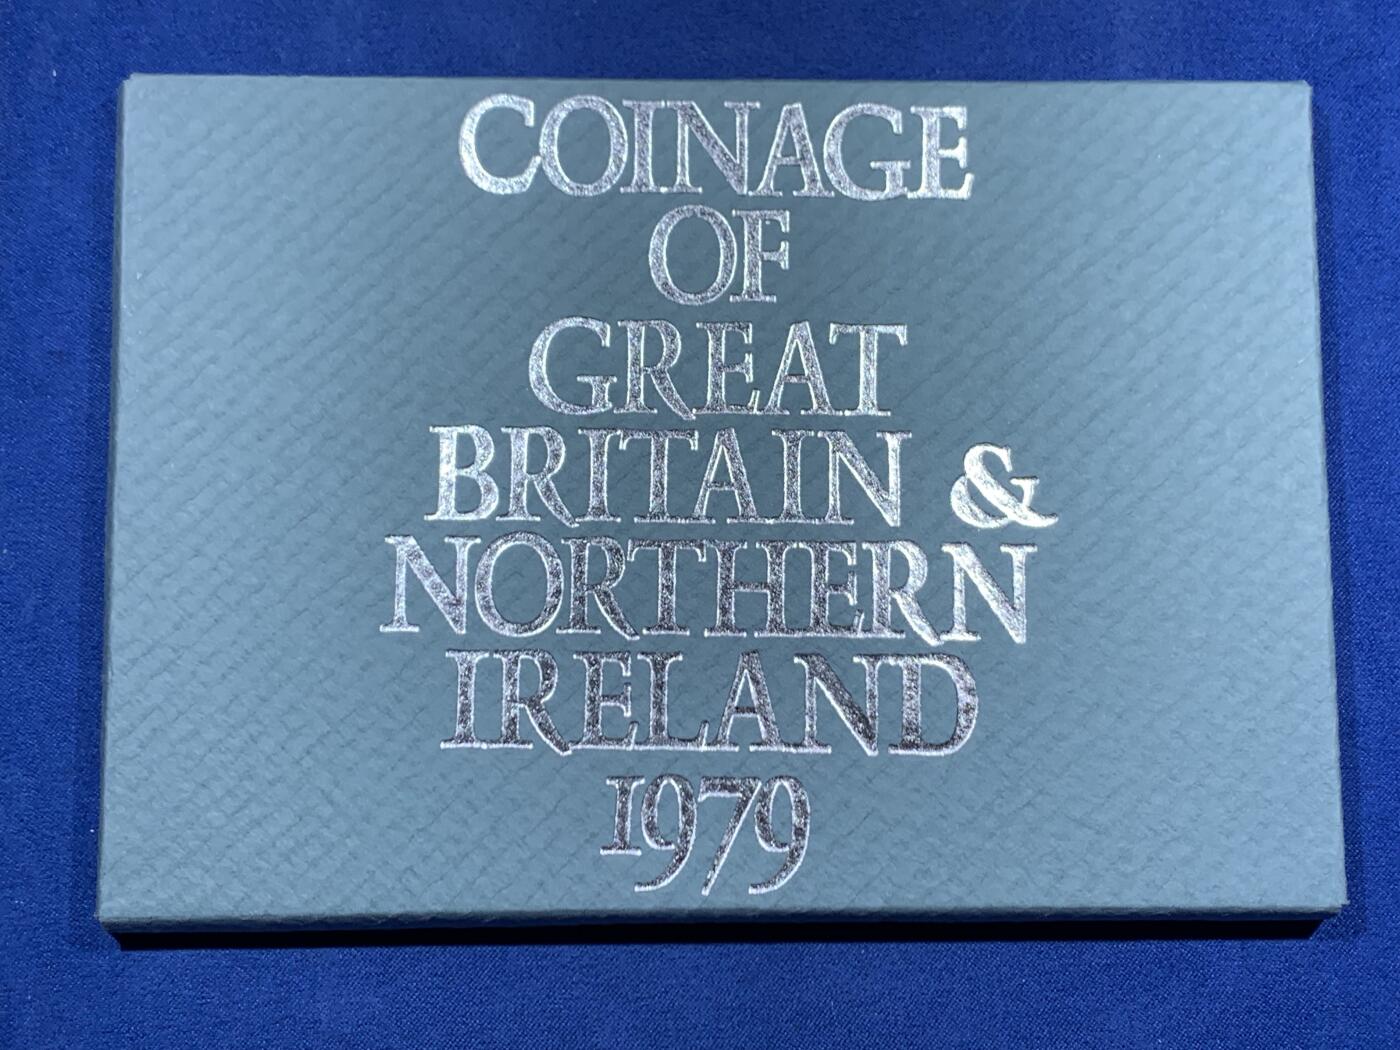 COINAGE
OF
GREAT
BRITAIN &
NORTHERN
IRELAND
1979